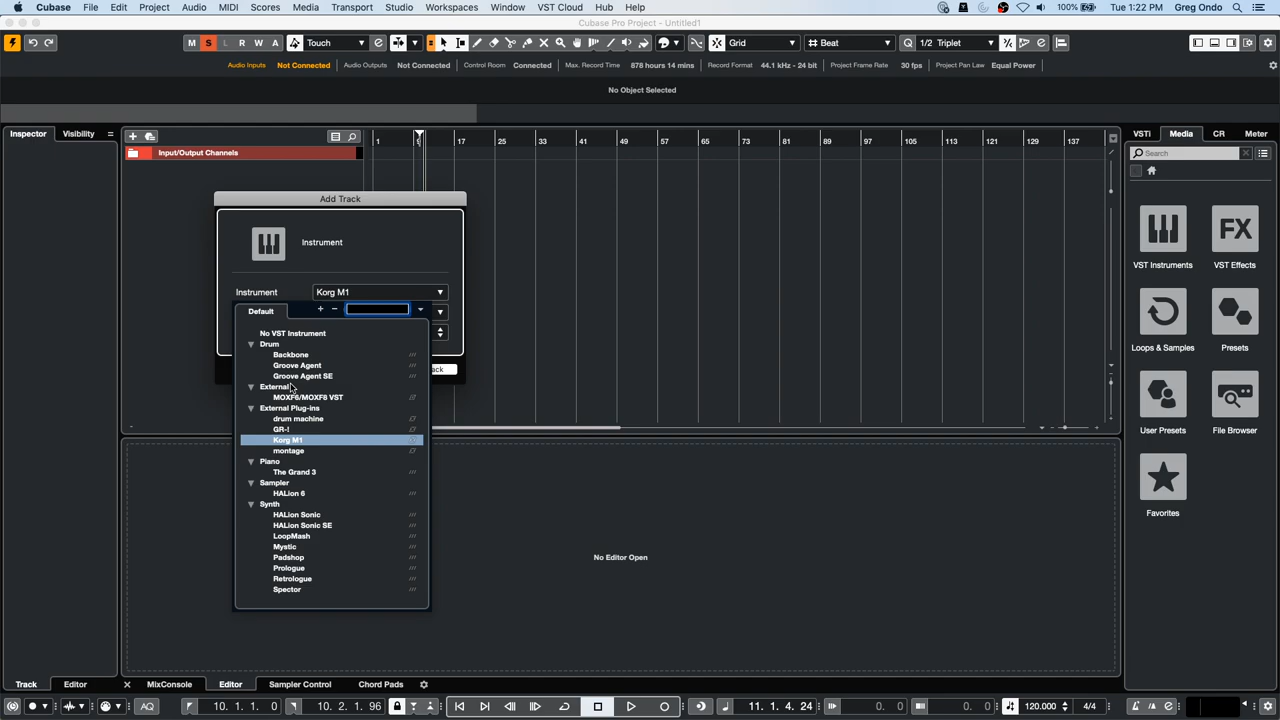 Cubase File Edit Project Audio MIDI Scores Media Transport Studio Workspaces Window VST Cloud Hub Help 100% Tue 1:22 PM Greg Ondo
Cubase Pro Project - Untitled1
M S L R W A Touch Grid Beat Q 1/2 Triplet
Audio Inputs Not Connected Audio Outputs Not Connected Control Room Connected Max. Record Time 878 hours 14 mins Record Format 44.1 kHz - 24 bit Project Frame Rate 30 fps Project Pan Law Equal Power
No Object Selected
Inspector Visibility
1 9 17 25 33 41 49 57 65 73 81 89 97 105 113 121 129 137
VSTi Media CR Meter
Input/Output Channels
Search
Add Track
Instrument
Instrument Korg M1
Default + −
No VST Instrument
Drum
Backbone
Groove Agent
Groove Agent SE
External
MOXF6/MOXF8 VST
External Plug-ins
drum machine
GR-!
Korg M1
montage
Piano
The Grand 3
Sampler
HALion 6
Synth
HALion Sonic
HALion Sonic SE
LoopMash
Mystic
Padshop
Prologue
Retrologue
Spector
FX
VST Instruments VST Effects
Loops & Samples Presets
User Presets File Browser
Favorites
No Editor Open
Track Editor MixConsole Editor Sampler Control Chord Pads
AQ 10. 1. 1. 0 10. 2. 1. 96 11. 1. 4. 24 0. 0 0. 0 120.000 4/4